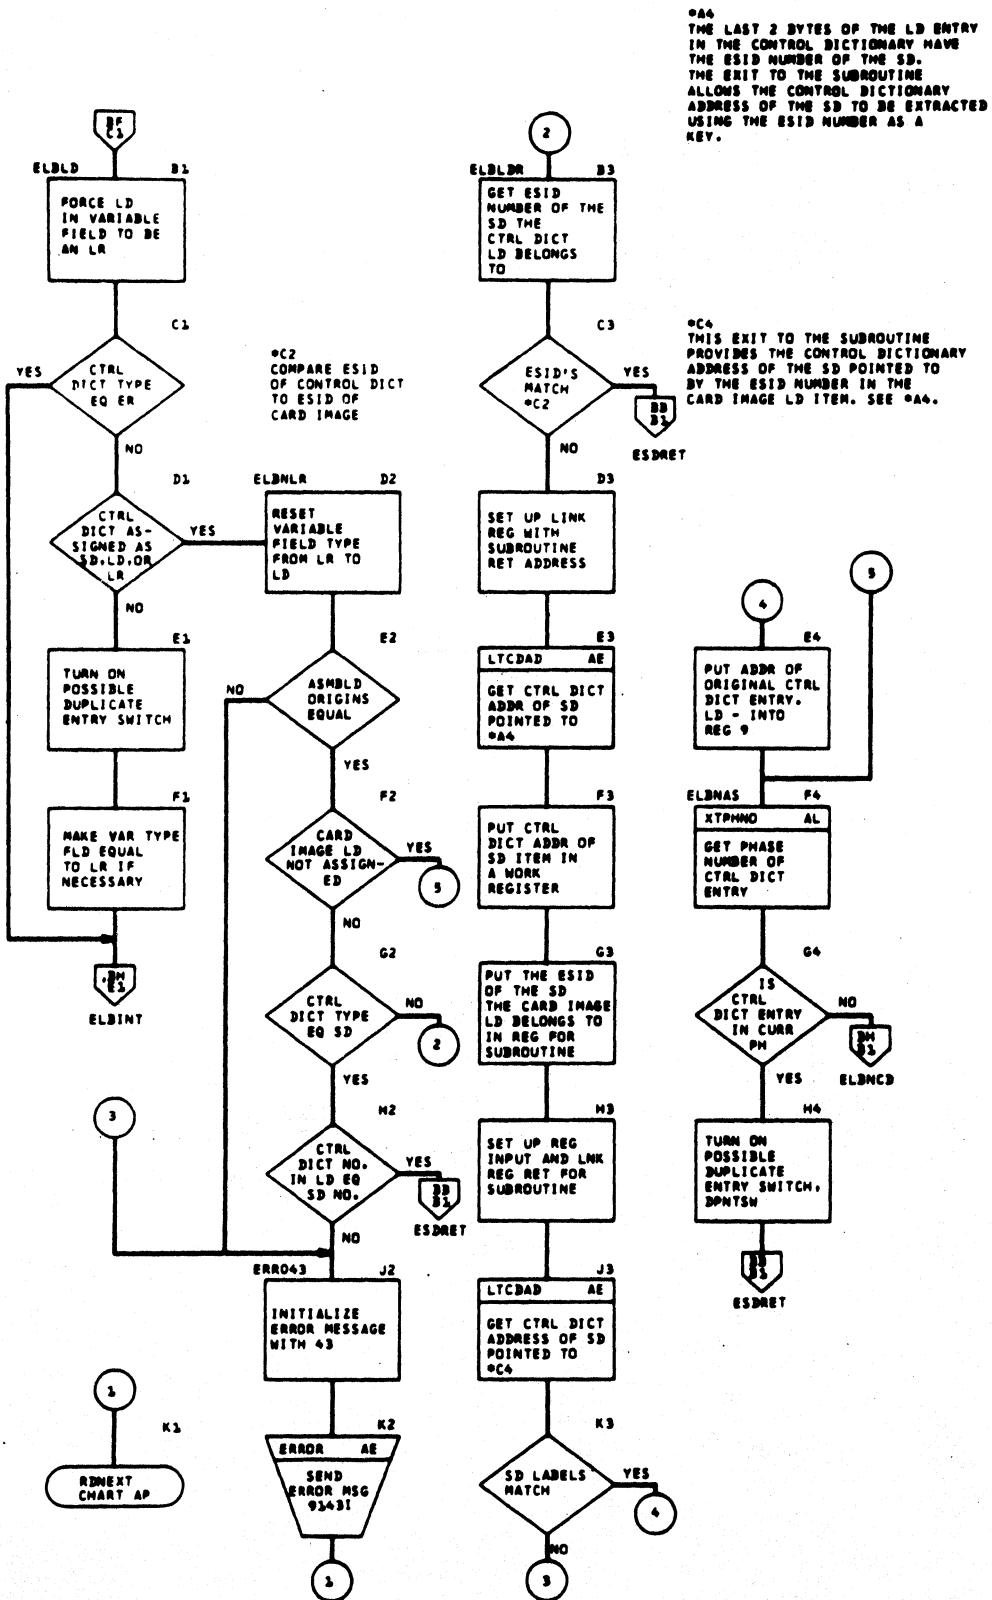 *A4
THE LAST 2 BYTES OF THE LD ENTRY
IN THE CONTROL DICTIONARY HAVE
THE ESID NUMBER OF THE SD.
THE EXIT TO THE SUBROUTINE
ALLOWS THE CONTROL DICTIONARY
ADDRESS OF THE SD TO BE EXTRACTED
USING THE ESID NUMBER AS A
KEY.
BF
C1
ELBLD B1
FORCE LD
IN VARIABLE
FIELD TO BE
AN LR
C1
CTRL
DICT TYPE
EQ ER
YES
NO
D1
CTRL
DICT AS-
SIGNED AS
SD,LD,OR
LR
YES
NO
E1
TURN ON
POSSIBLE
DUPLICATE
ENTRY SWITCH
F1
MAKE VAR TYPE
FLD EQUAL
TO LR IF
NECESSARY
BH
E1
ELBINT
3
1
K1
RDNEXT
CHART AP
*C2
COMPARE ESID
OF CONTROL DICT
TO ESID OF
CARD IMAGE
ELBNLR D2
RESET
VARIABLE
FIELD TYPE
FROM LR TO
LD
E2
ASMBLD
ORIGINS
EQUAL
NO
YES
F2
CARD
IMAGE LD
NOT ASSIGN-
ED
YES
5
NO
G2
CTRL
DICT TYPE
EQ SD
NO
2
YES
H2
CTRL
DICT NO.
IN LD EQ
SD NO.
YES
BD
B1
ESDRET
NO
ERR043 J2
INITIALIZE
ERROR MESSAGE
WITH 43
K2
ERROR AE
SEND
ERROR MSG
9143I
1
2
ELBLBR B3
GET ESID
NUMBER OF THE
SD THE
CTRL DICT
LD BELONGS
TO
C3
ESID'S
MATCH
*C2
YES
BD
B1
ESDRET
NO
D3
SET UP LINK
REG WITH
SUBROUTINE
RET ADDRESS
E3
LTCDAD AE
GET CTRL DICT
ADDR OF SD
POINTED TO
*A4
F3
PUT CTRL
DICT ADDR OF
SD ITEM IN
A WORK
REGISTER
G3
PUT THE ESID
OF THE SD
THE CARD IMAGE
LD BELONGS TO
IN REG FOR
SUBROUTINE
H3
SET UP REG
INPUT AND LNK
REG RET FOR
SUBROUTINE
J3
LTCDAD AE
GET CTRL DICT
ADDRESS OF SD
POINTED TO
*C4
K3
SD LABELS
MATCH
YES
4
NO
3
*C4
THIS EXIT TO THE SUBROUTINE
PROVIDES THE CONTROL DICTIONARY
ADDRESS OF THE SD POINTED TO
BY THE ESID NUMBER IN THE
CARD IMAGE LD ITEM. SEE *A4.
4
5
E4
PUT ADDR OF
ORIGINAL CTRL
DICT ENTRY.
LD - INTO
REG 9
ELBNAS F4
XTPHNO AL
GET PHASE
NUMBER OF
CTRL DICT
ENTRY
G4
IS
CTRL
DICT ENTRY
IN CURR
PH
NO
BH
B1
ELBNCD
YES
H4
TURN ON
POSSIBLE
DUPLICATE
ENTRY SWITCH,
DPNTSW
BD
B1
ESDRET